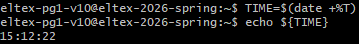 eltex-pg1-v10@eltex-2026-spring:~$ TIME=$(date +%T)
eltex-pg1-v10@eltex-2026-spring:~$ echo ${TIME}
15:12:22